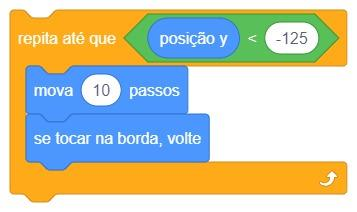 repita até que posição y < -125
mova 10 passos
se tocar na borda, volte